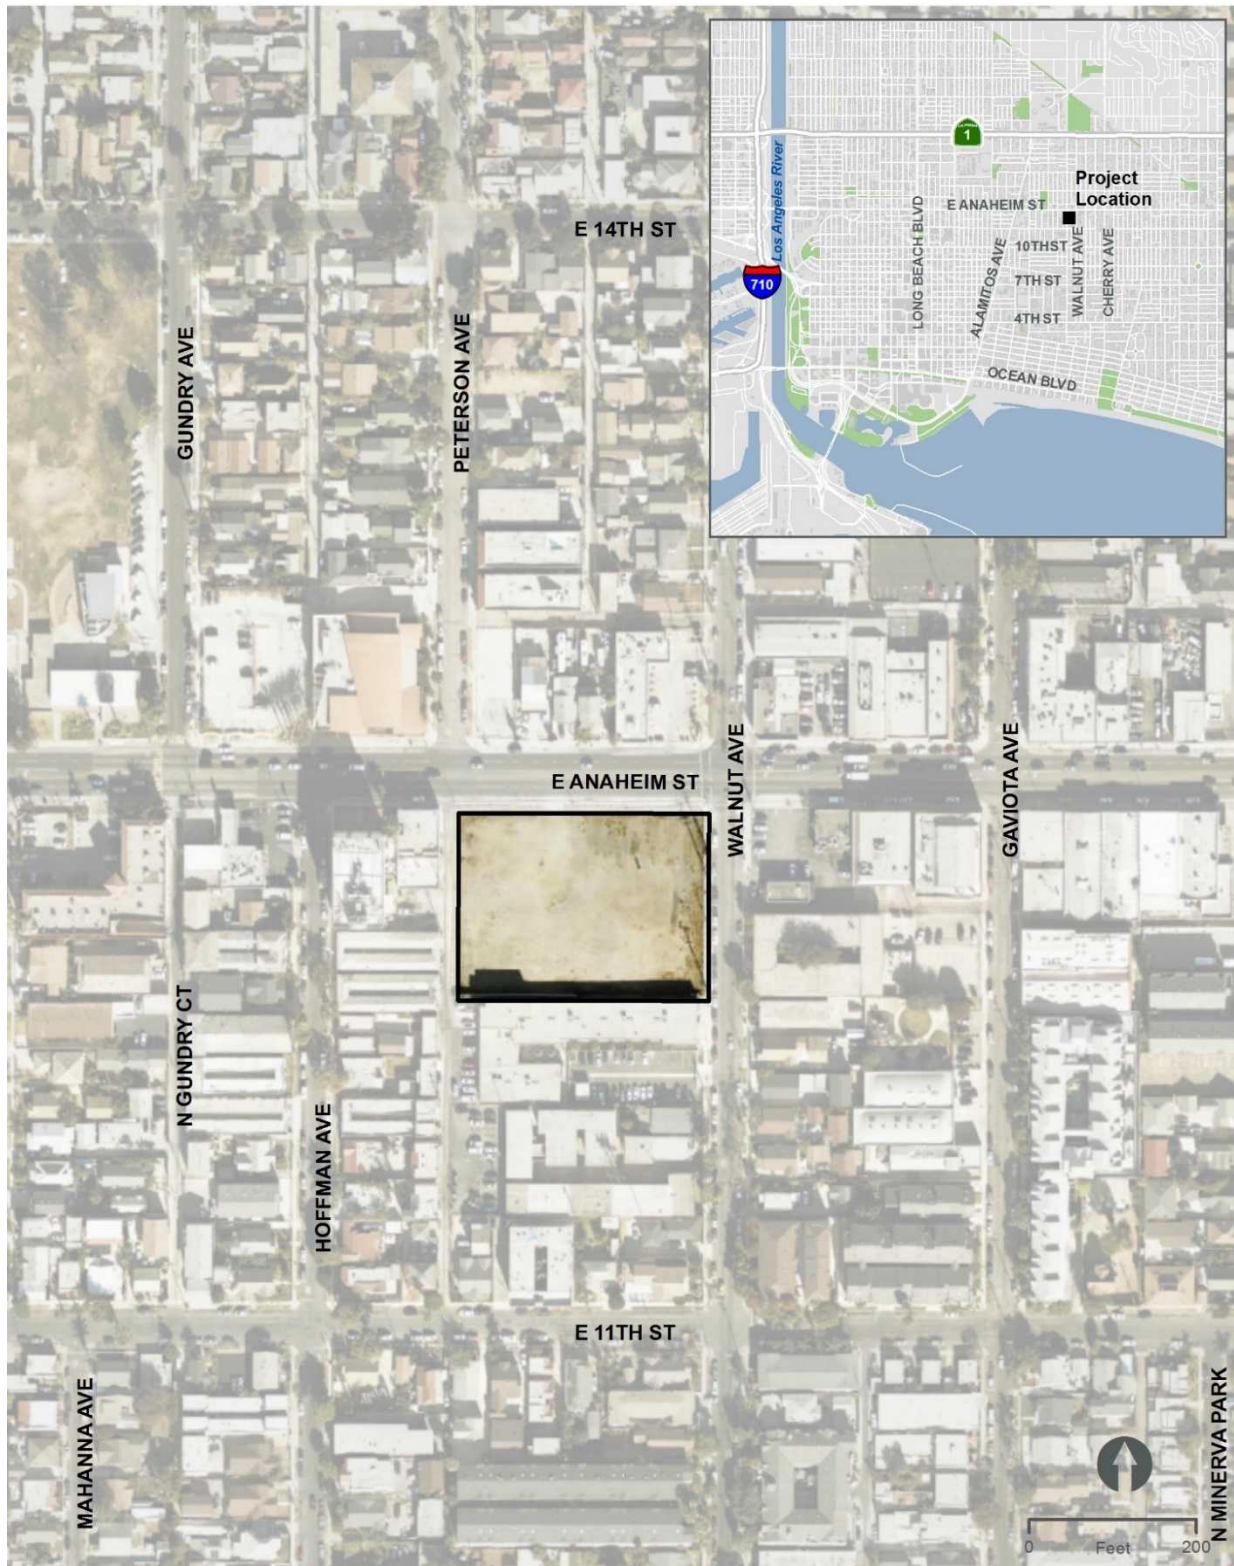 Los Angeles River
CALIFORNIA
1
Project
Location
E ANAHEIM ST
LONG BEACH BLVD
ALAMITOS AVE
10TH ST
WALNUT AVE
CHERRY AVE
7TH ST
710
4TH ST
OCEAN BLVD
E 14TH ST
GUNDRY AVE
PETERSON AVE
E ANAHEIM ST
WALNUT AVE
GAVIOTA AVE
N GUNDRY CT
HOFFMAN AVE
E 11TH ST
MAHANNA AVE
N MINERVA PARK
0 Feet 200